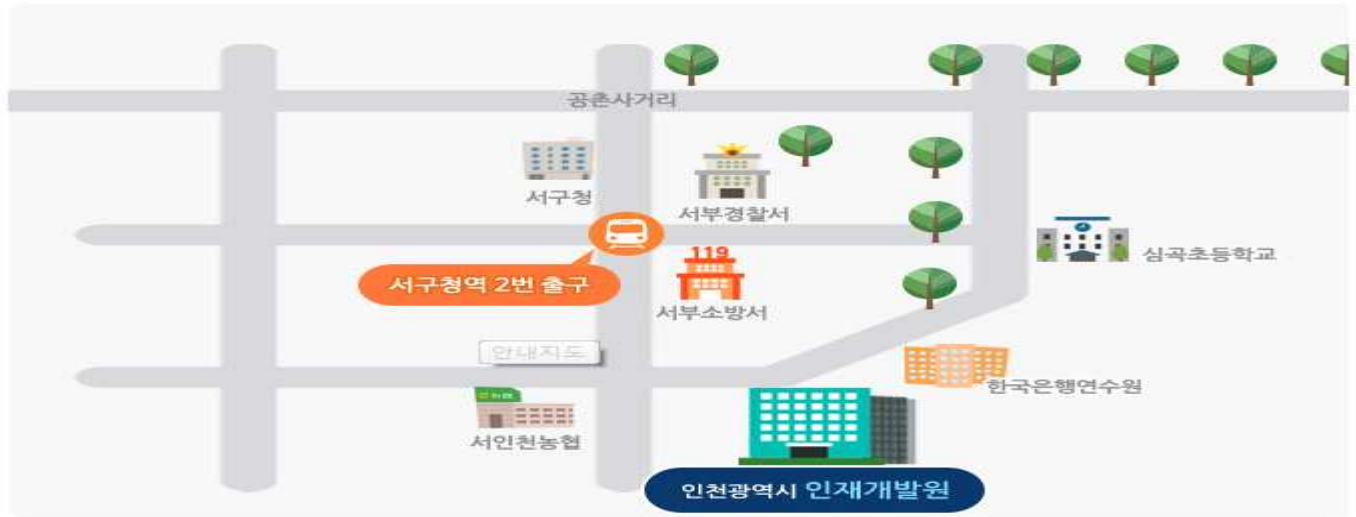 공촌사거리
서구청
서부경찰서
119
심곡초등학교
서구청역 2번 출구
서부소방서
안내지도
한국은행연수원
농협
서인천농협
인천광역시 인재개발원